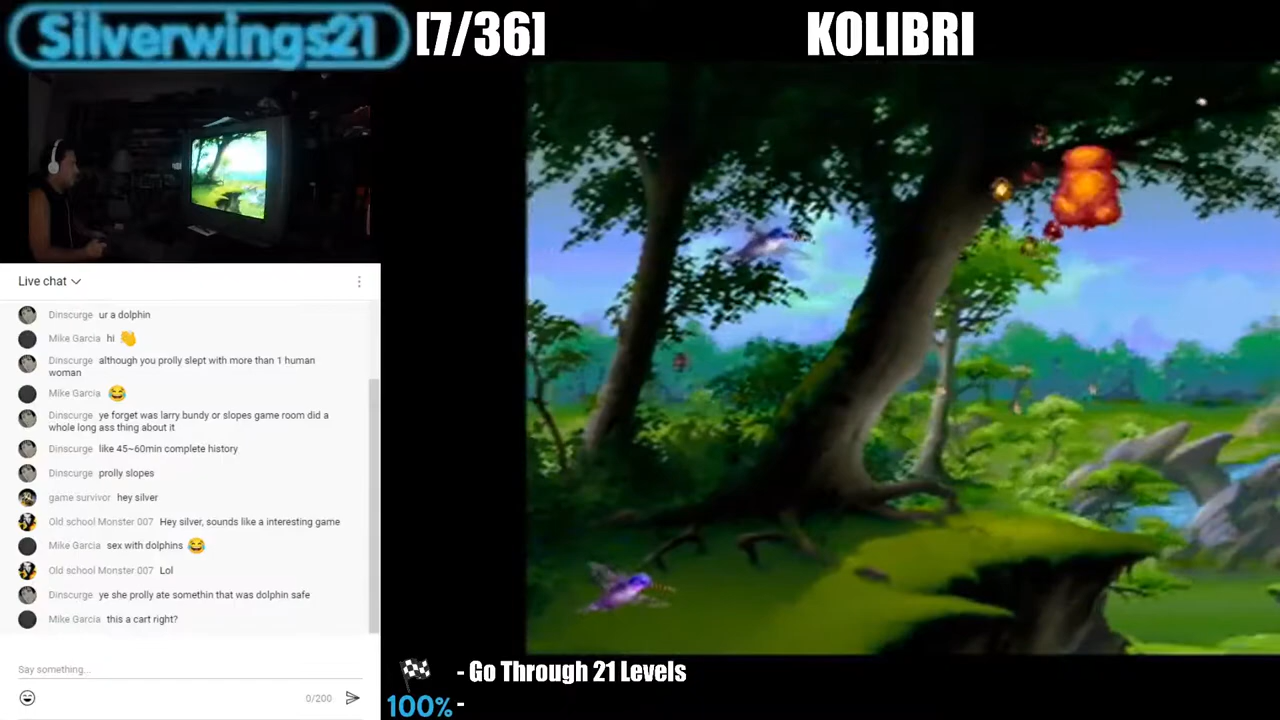 Silverwings21 [7/36] KOLIBRI
Live chat
Dinscurge ur a dolphin
Mike Garcia hi 👏
Dinscurge although you prolly slept with more than 1 human
woman
Mike Garcia 😂
Dinscurge ye forget was larry bundy or slopes game room did a
whole long ass thing about it
Dinscurge like 45~60min complete history
Dinscurge prolly slopes
game survivor hey silver
Old school Monster 007 Hey silver, sounds like a interesting game
Mike Garcia sex with dolphins 😂
Old school Monster 007 Lol
Dinscurge ye she prolly ate somethin that was dolphin safe
Mike Garcia this a cart right?
Say something...
0/200
- Go Through 21 Levels
100% -